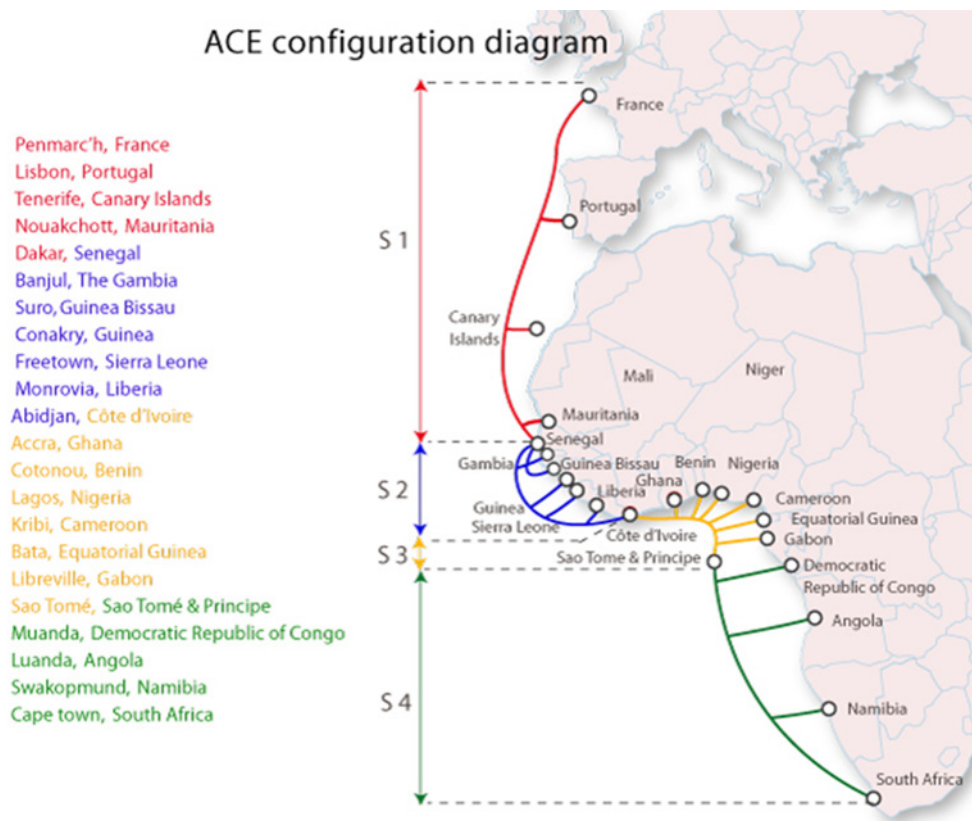 ACE configuration diagram
Penmarc'h, France
Lisbon, Portugal
Tenerife, Canary Islands
Nouakchott, Mauritania
Dakar, Senegal
Banjul, The Gambia
Suro, Guinea Bissau
Conakry, Guinea
Freetown, Sierra Leone
Monrovia, Liberia
Abidjan, Côte d'Ivoire
Accra, Ghana
Cotonou, Benin
Lagos, Nigeria
Kribi, Cameroon
Bata, Equatorial Guinea
Libreville, Gabon
Sao Tomé, Sao Tomé & Principe
Muanda, Democratic Republic of Congo
Luanda, Angola
Swakopmund, Namibia
Cape town, South Africa
S 1
S 2
S 3
S 4
France
Portugal
Canary
Islands
Mali
Niger
Mauritania
Senegal
Gambia
Guinea Bissau
Benin
Nigeria
Ghana
Liberia
Cameroon
Guinea
Sierra Leone
Equatorial Guinea
Côte d'Ivoire
Gabon
Sao Tome & Principe
Democratic
Republic of Congo
Angola
Namibia
South Africa